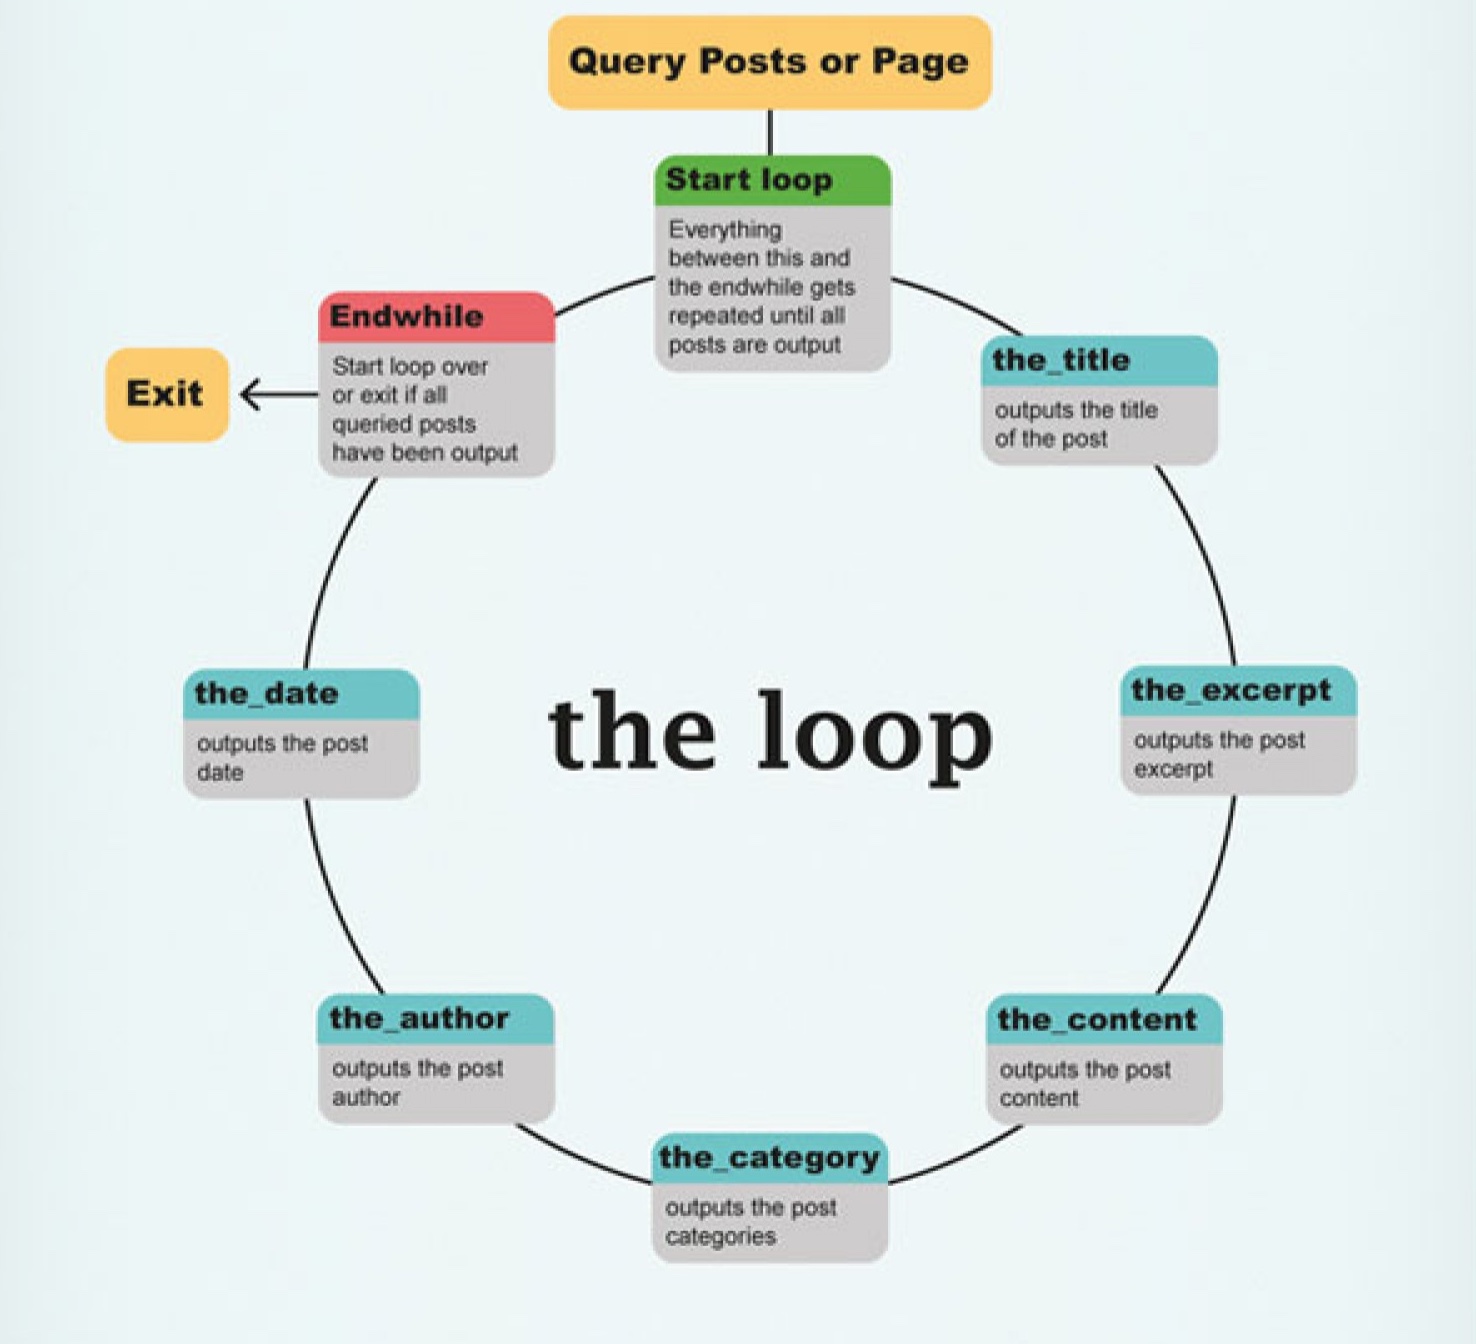 Query Posts or Page
Start loop
Everything
between this and
the endwhile gets
repeated until all
posts are output
the_title
outputs the title
of the post
the_excerpt
outputs the post
excerpt
the_content
outputs the post
content
the_category
outputs the post
categories
the_author
outputs the post
author
the_date
outputs the post
date
Endwhile
Start loop over
or exit if all
queried posts
have been output
Exit
the loop